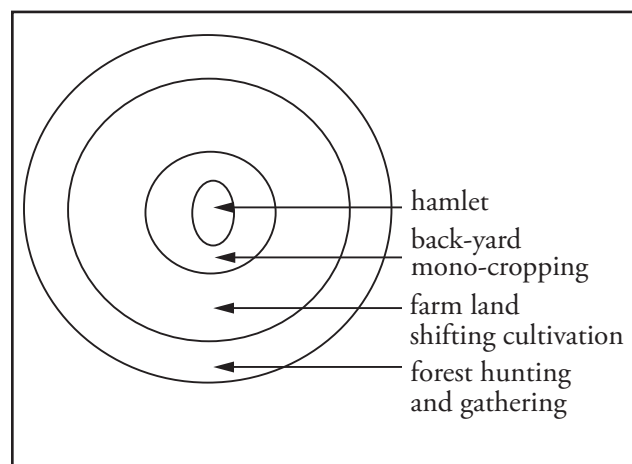 hamlet
back-yard
mono-cropping
farm land
shifting cultivation
forest hunting
and gathering